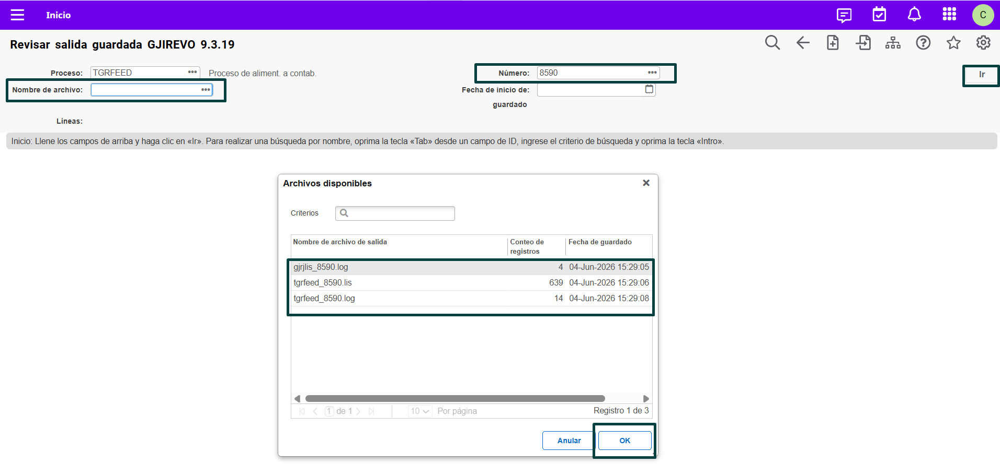 Inicio
C
Revisar salida guardada GJIREVO 9.3.19
Proceso: TGRFEED ••• Proceso de aliment. a contab.
Número: 8590 •••
Ir
Nombre de archivo: •••
Fecha de inicio de:
guardado
Líneas:
Inicio: Llene los campos de arriba y haga clic en «Ir». Para realizar una búsqueda por nombre, oprima la tecla «Tab» desde un campo de ID, ingrese el criterio de búsqueda y oprima la tecla «Intro».
Archivos disponibles
Criterios
Nombre de archivo de salida
Conteo de
registros
Fecha de guardado
gjrjlis_8590.log 4 04-Jun-2026 15:29:05
tgrfeed_8590.lis 639 04-Jun-2026 15:29:06
tgrfeed_8590.log 14 04-Jun-2026 15:29:08
1 de 1 10 Por página Registro 1 de 3
Anular OK